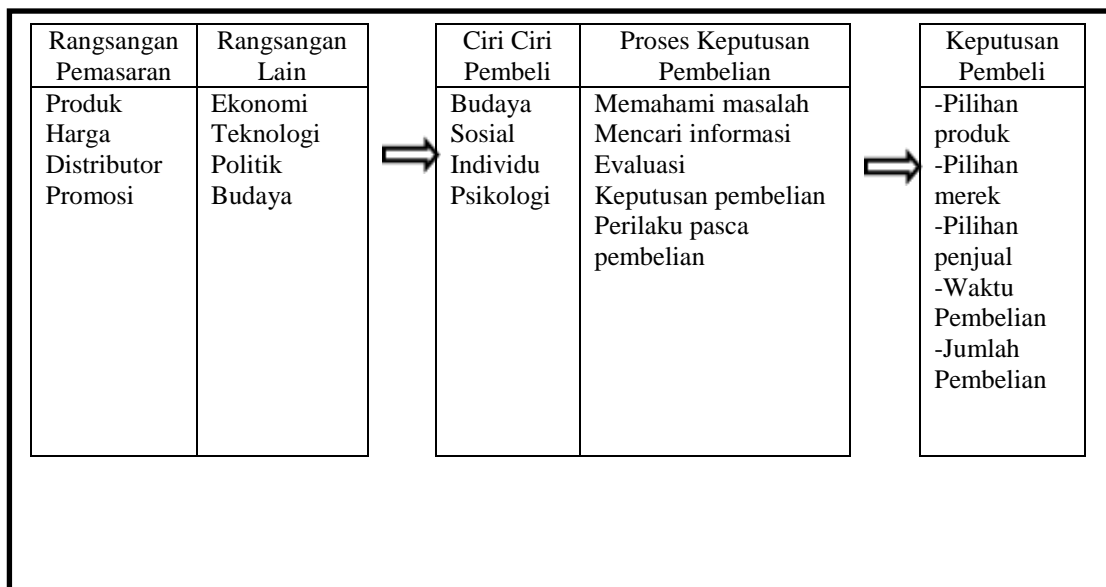 Rangsangan
Pemasaran
Produk
Harga
Distributor
Promosi
Rangsangan
Lain
Ekonomi
Teknologi
Politik
Budaya
Ciri Ciri
Pembeli
Budaya
Sosial
Individu
Psikologi
Proses Keputusan
Pembelian
Memahami masalah
Mencari informasi
Evaluasi
Keputusan pembelian
Perilaku pasca
pembelian
Keputusan
Pembeli
-Pilihan
produk
-Pilihan
merek
-Pilihan
penjual
-Waktu
Pembelian
-Jumlah
Pembelian